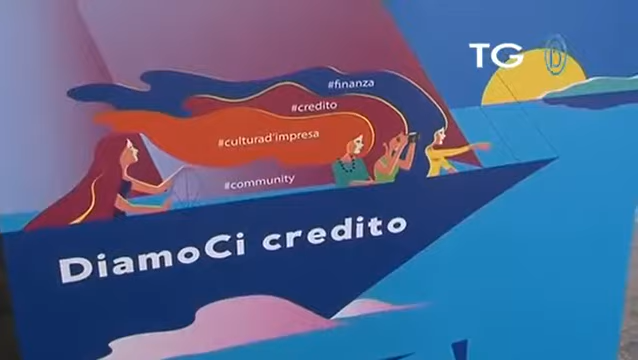 TG
#finanza
#credito
#culturad'impresa
#community
DiamoCi credito